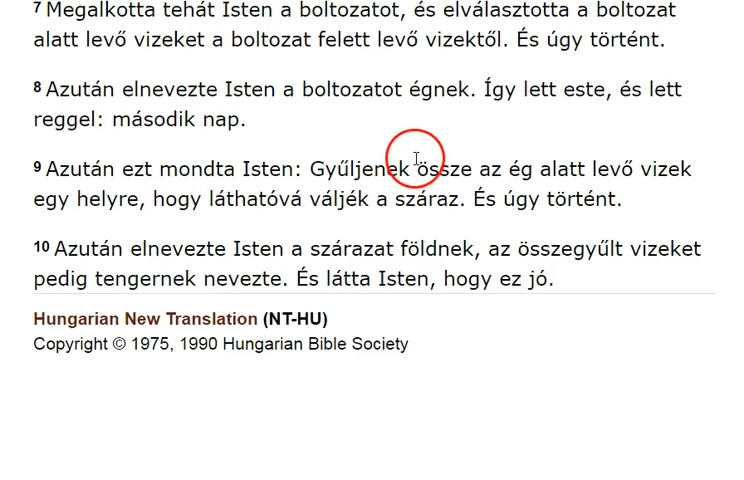 7 Megalkotta tehát Isten a boltozatot, és elválasztotta a boltozat
alatt levő vizeket a boltozat felett levő vizektől. És úgy történt.
8 Azután elnevezte Isten a boltozatot égnek. Így lett este, és lett
reggel: második nap.
9 Azután ezt mondta Isten: Gyűljenek össze az ég alatt levő vizek
egy helyre, hogy láthatóvá váljék a száraz. És úgy történt.
10 Azután elnevezte Isten a szárazat földnek, az összegyűlt vizeket
pedig tengernek nevezte. És látta Isten, hogy ez jó.
Hungarian New Translation (NT-HU)
Copyright © 1975, 1990 Hungarian Bible Society